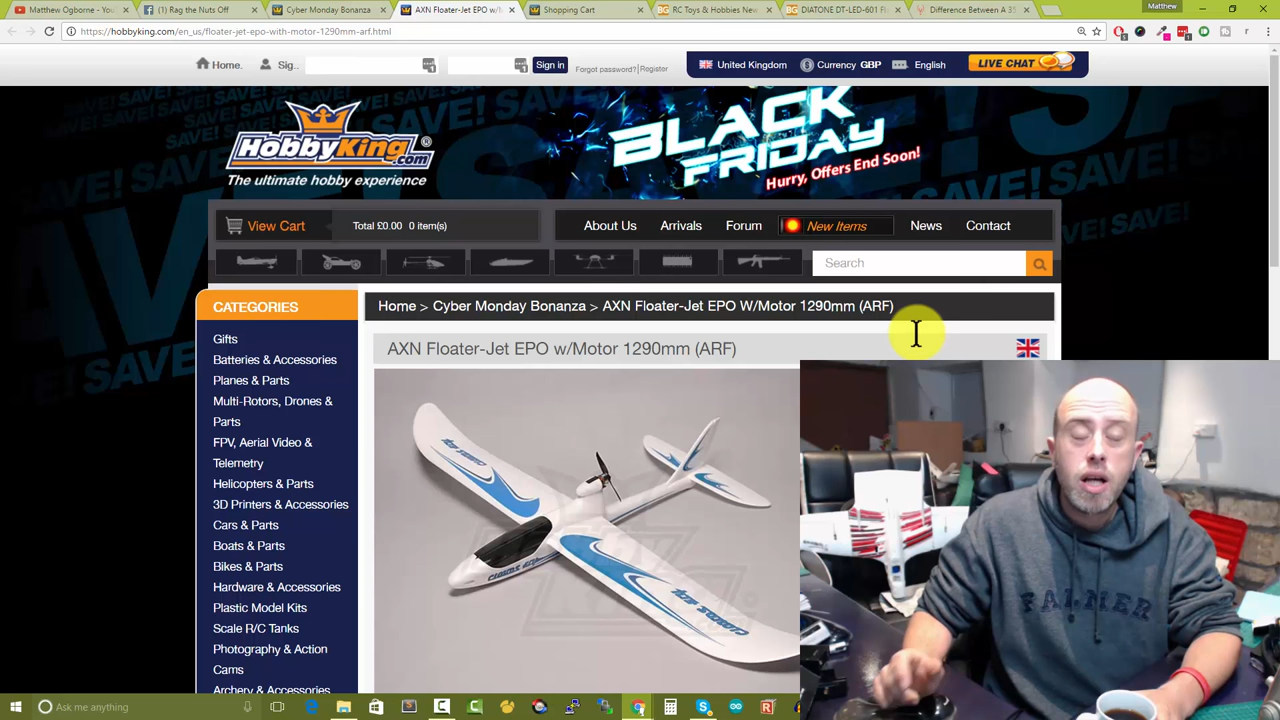 Matthew Ogborne - You
(1) Rag the Nuts Off
Cyber Monday Bonanza
AXN Floater-Jet EPO w/
Shopping Cart
RC Toys & Hobbies New
DIATONE DT-LED-601 F
Difference Between A 35
Matthew
https://hobbyking.com/en_us/floater-jet-epo-with-motor-1290mm-arf.html
Home.
Sig..
Sign in
Forgot password?
Register
United Kingdom
Currency GBP
English
LIVE CHAT
SAVE! SAVE! SAVE!
HobbyKing.com
The ultimate hobby experience
BLACK
FRIDAY
Hurry, Offers End Soon!
View Cart
Total £0.00 0 item(s)
About Us
Arrivals
Forum
New Items
News
Contact
Search
CATEGORIES
Home > Cyber Monday Bonanza > AXN Floater-Jet EPO W/Motor 1290mm (ARF)
AXN Floater-Jet EPO w/Motor 1290mm (ARF)
Gifts
Batteries & Accessories
Planes & Parts
Multi-Rotors, Drones &
Parts
FPV, Aerial Video &
Telemetry
Helicopters & Parts
3D Printers & Accessories
Cars & Parts
Boats & Parts
Bikes & Parts
Hardware & Accessories
Plastic Model Kits
Scale R/C Tanks
Photography & Action
Cams
Archery & Accessories
PALMER
Ask me anything